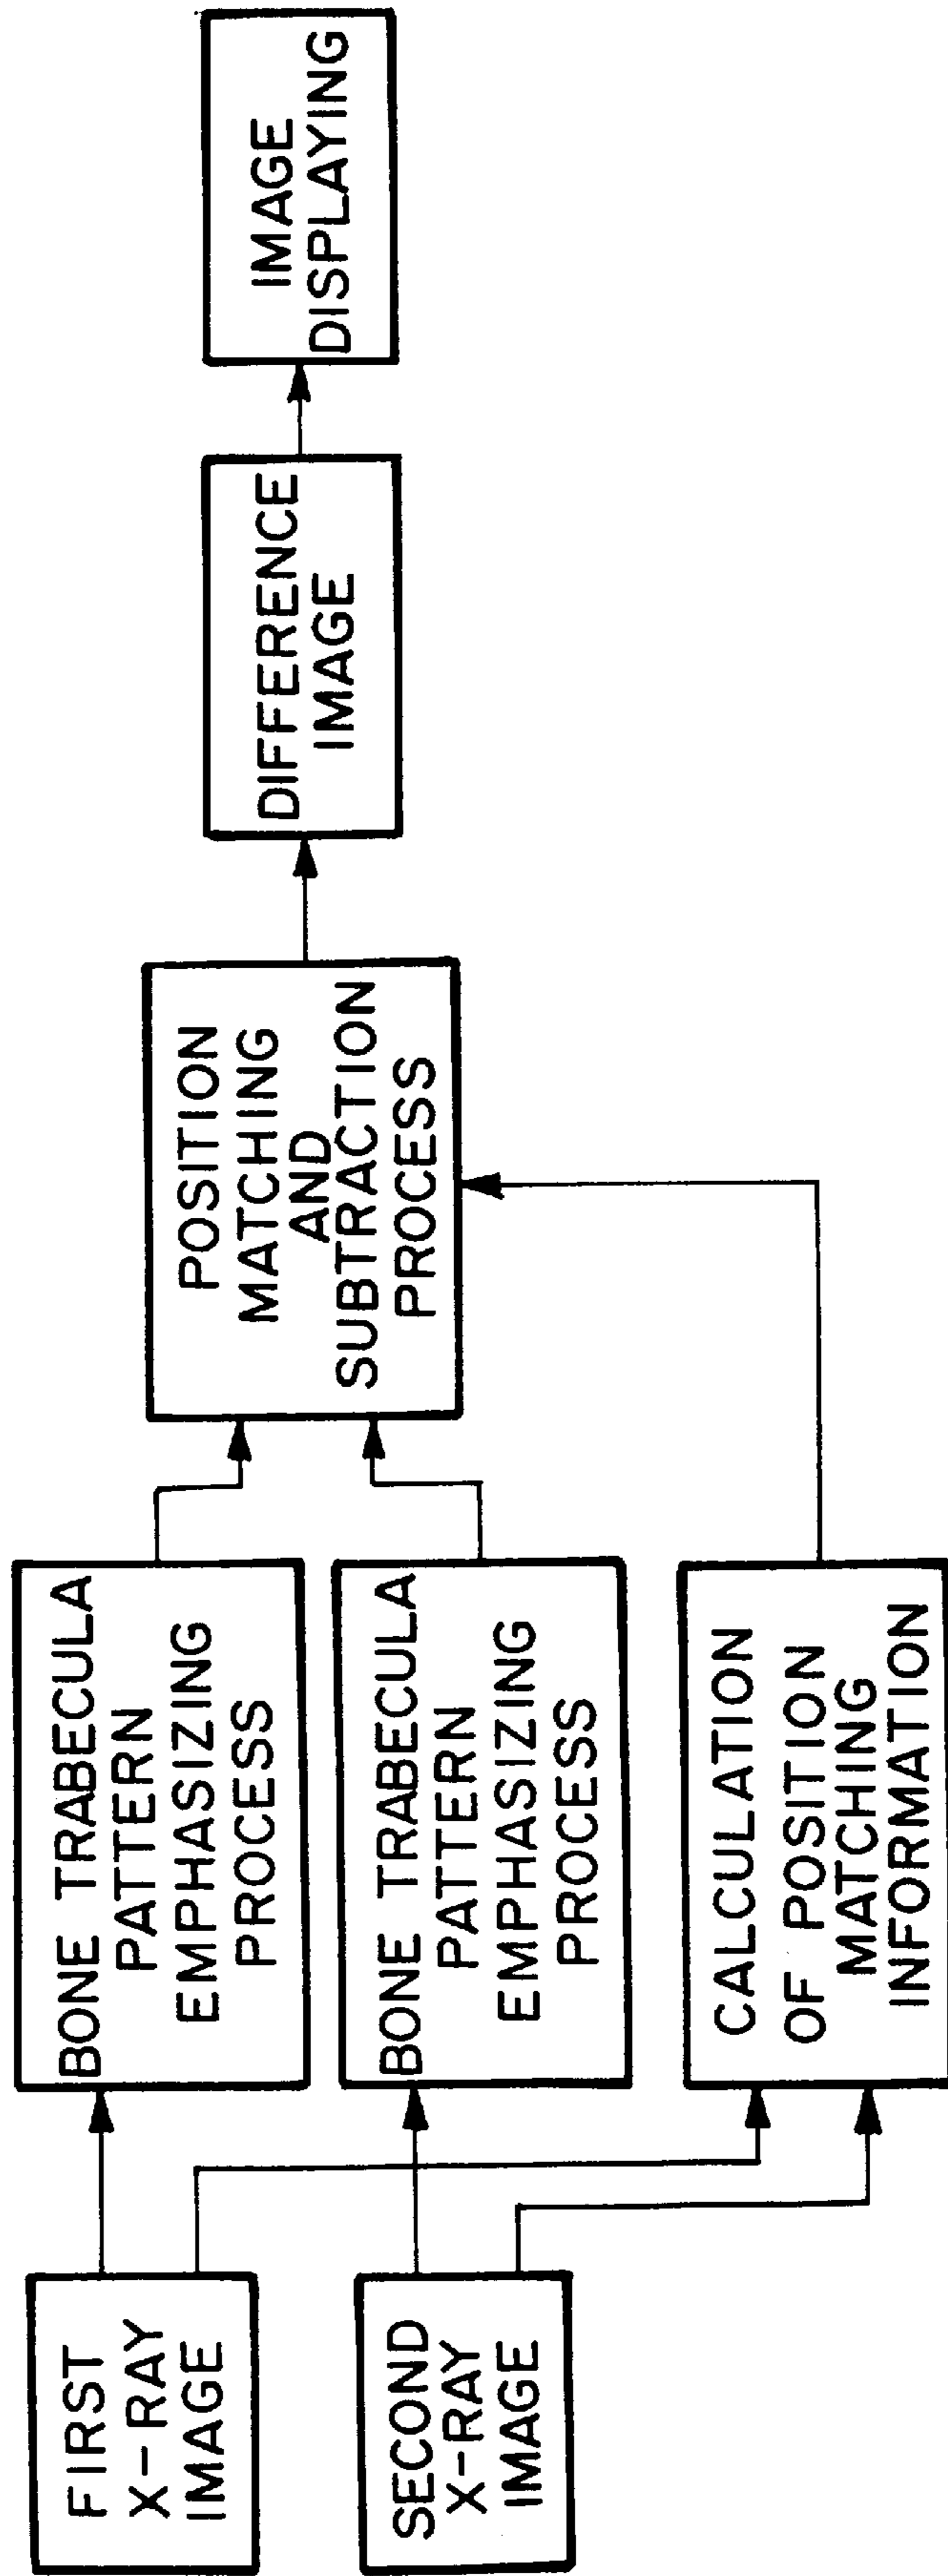 FIRST
X-RAY
IMAGE
SECOND
X-RAY
IMAGE
BONE TRABECULA
PATTERN
EMPHASIZING
PROCESS
BONE TRABECULA
PATTERN
EMPHASIZING
PROCESS
CALCULATION
OF POSITION
MATCHING
INFORMATION
POSITION
MATCHING
AND
SUBTRACTION
PROCESS
DIFFERENCE
IMAGE
IMAGE
DISPLAYING